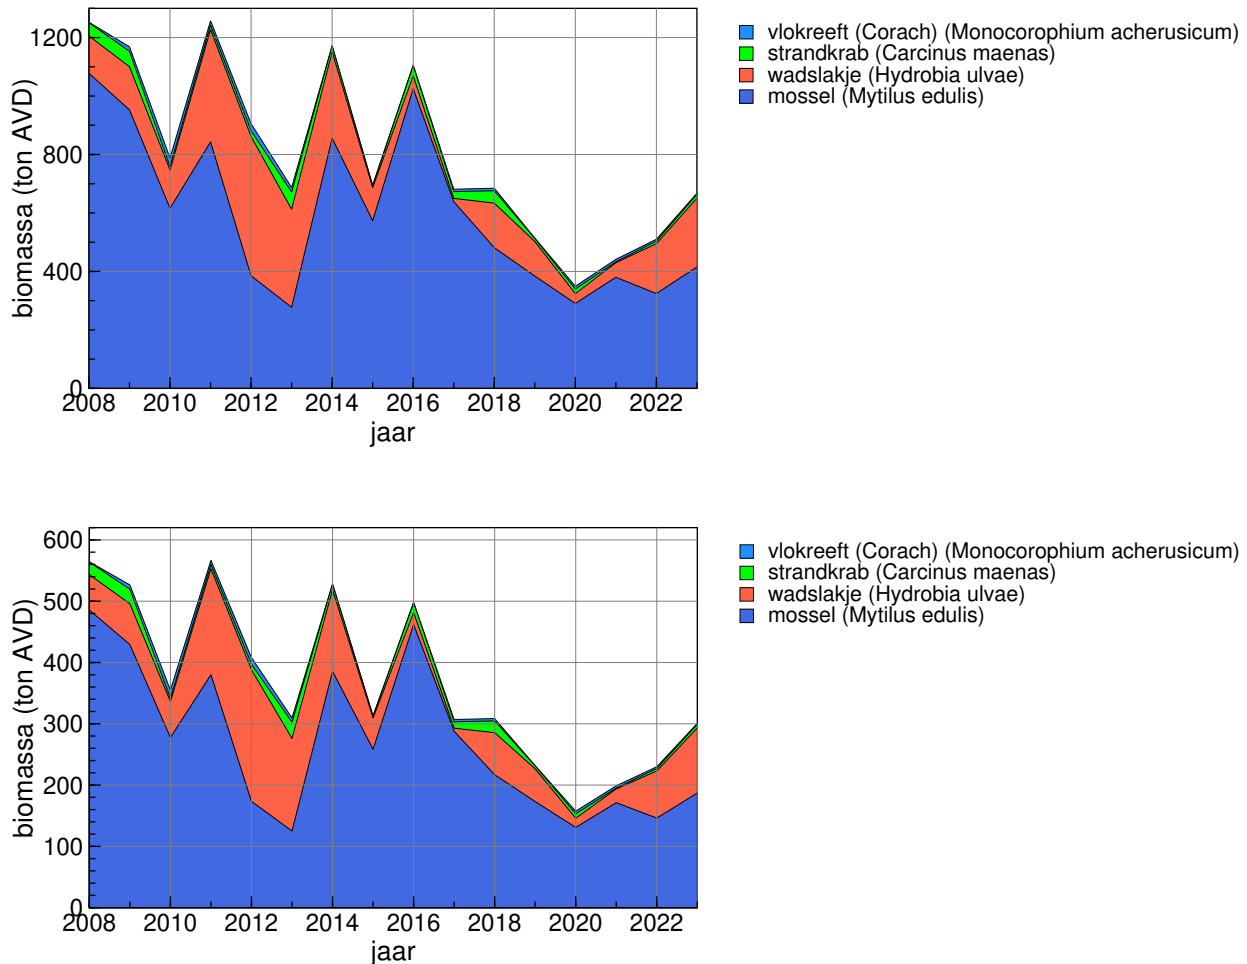 1200
800
400
0
biomassa (ton AVD)
2008 2010 2012 2014 2016 2018 2020 2022
jaar
vlokreeft (Corach) (Monocorophium acherusicum)
strandkrab (Carcinus maenas)
wadslakje (Hydrobia ulvae)
mossel (Mytilus edulis)
600
500
400
300
200
100
0
biomassa (ton AVD)
2008 2010 2012 2014 2016 2018 2020 2022
jaar
vlokreeft (Corach) (Monocorophium acherusicum)
strandkrab (Carcinus maenas)
wadslakje (Hydrobia ulvae)
mossel (Mytilus edulis)